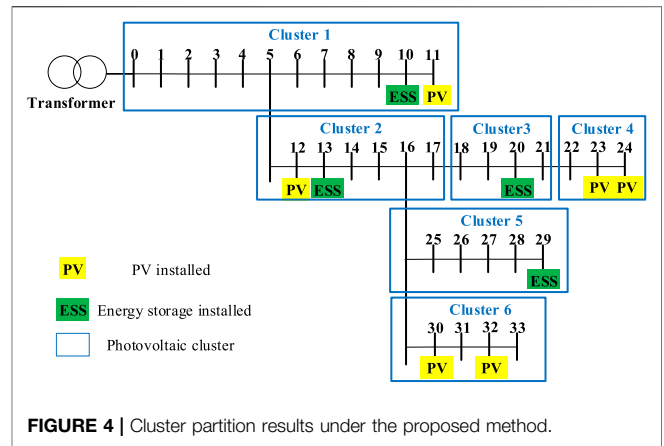 Cluster 1
0 1 2 3 4 5 6 7 8 9 10 11
ESS PV
Transformer
Cluster 2 Cluster3 Cluster 4
12 13 14 15 16 17 18 19 20 21 22 23 24
PV ESS ESS PV PV
Cluster 5
25 26 27 28 29
ESS
Cluster 6
30 31 32 33
PV PV
PV PV installed
ESS Energy storage installed
Photovoltaic cluster
FIGURE 4 | Cluster partition results under the proposed method.